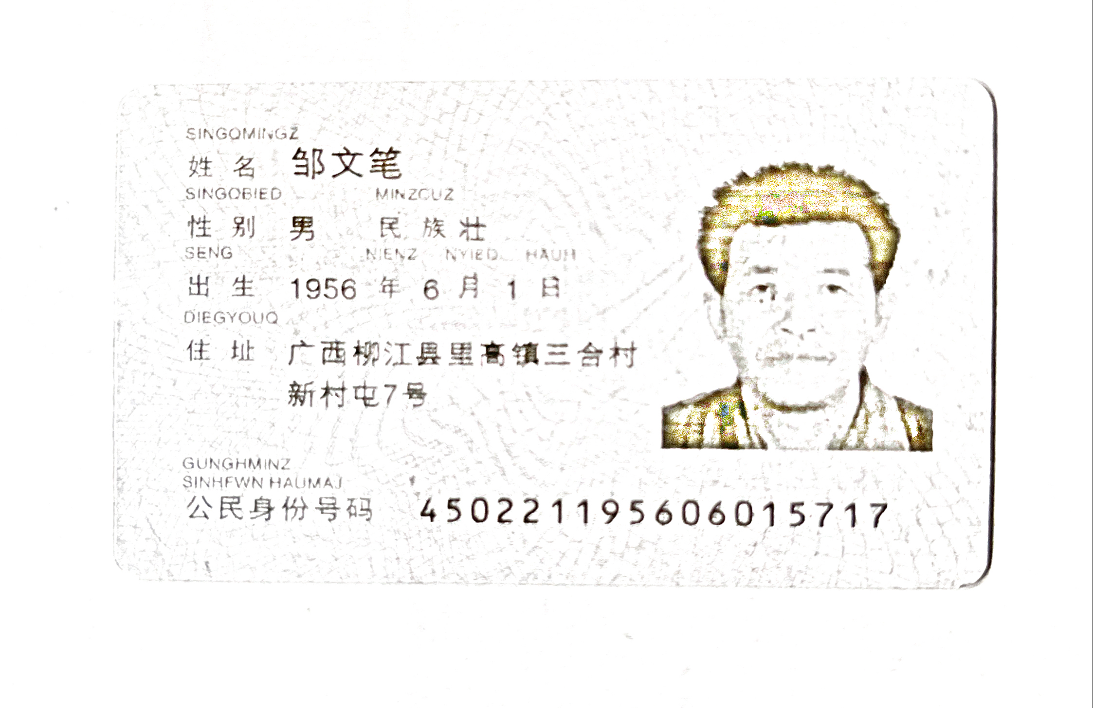 SINGQMINGZ
姓 名 邹文笔
SINGQBIED MINZCUZ
性 别 男 民 族 壮
SENG NIENZ NYIED HAUH
出 生 1956 年 6 月 1 日
DIEGYOUQ
住 址 广西柳江县里高镇三合村
新村屯7号
GUNGHMINZ
SINHFWN HAUMAJ
公民身份号码 450221195606015717